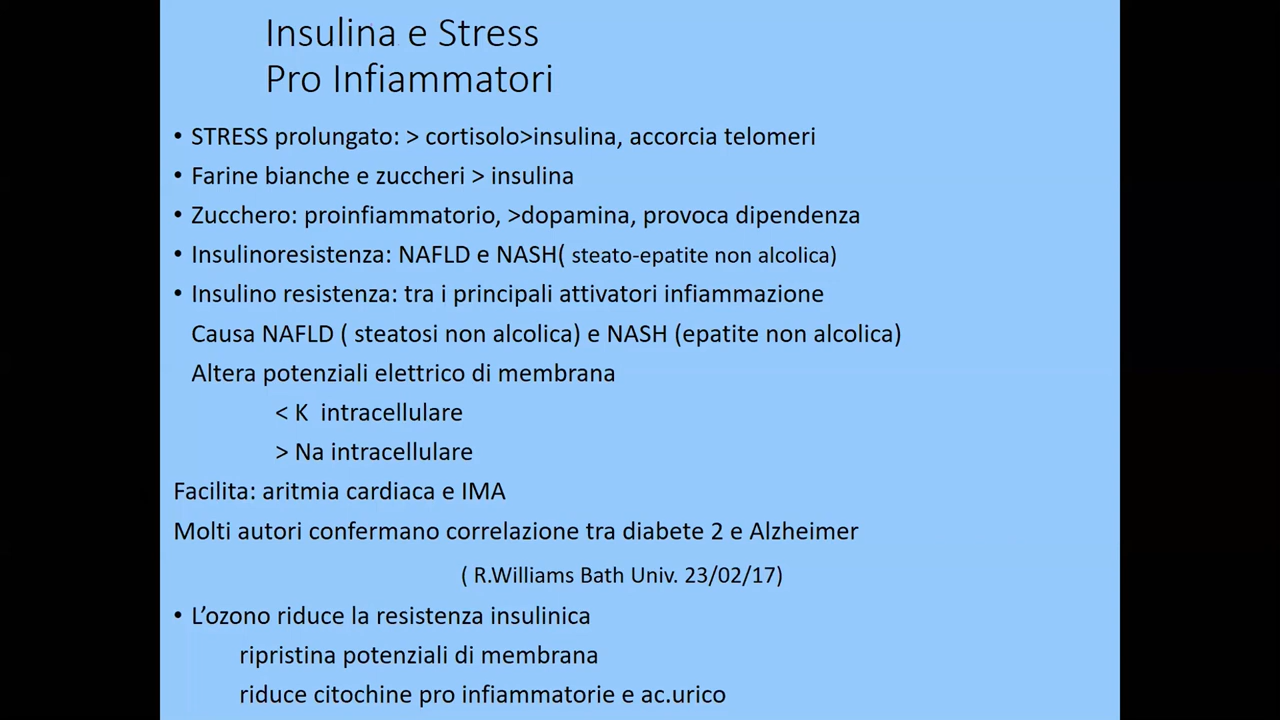 Insulina e Stress
Pro Infiammatori
• STRESS prolungato: > cortisolo>insulina, accorcia telomeri
• Farine bianche e zuccheri > insulina
• Zucchero: proinfiammatorio, >dopamina, provoca dipendenza
• Insulinoresistenza: NAFLD e NASH( steato-epatite non alcolica)
• Insulino resistenza: tra i principali attivatori infiammazione
Causa NAFLD ( steatosi non alcolica) e NASH (epatite non alcolica)
Altera potenziali elettrico di membrana
< K  intracellulare
> Na intracellulare
Facilita: aritmia cardiaca e IMA
Molti autori confermano correlazione tra diabete 2 e Alzheimer
( R.Williams Bath Univ. 23/02/17)
• L’ozono riduce la resistenza insulinica
ripristina potenziali di membrana
riduce citochine pro infiammatorie e ac.urico